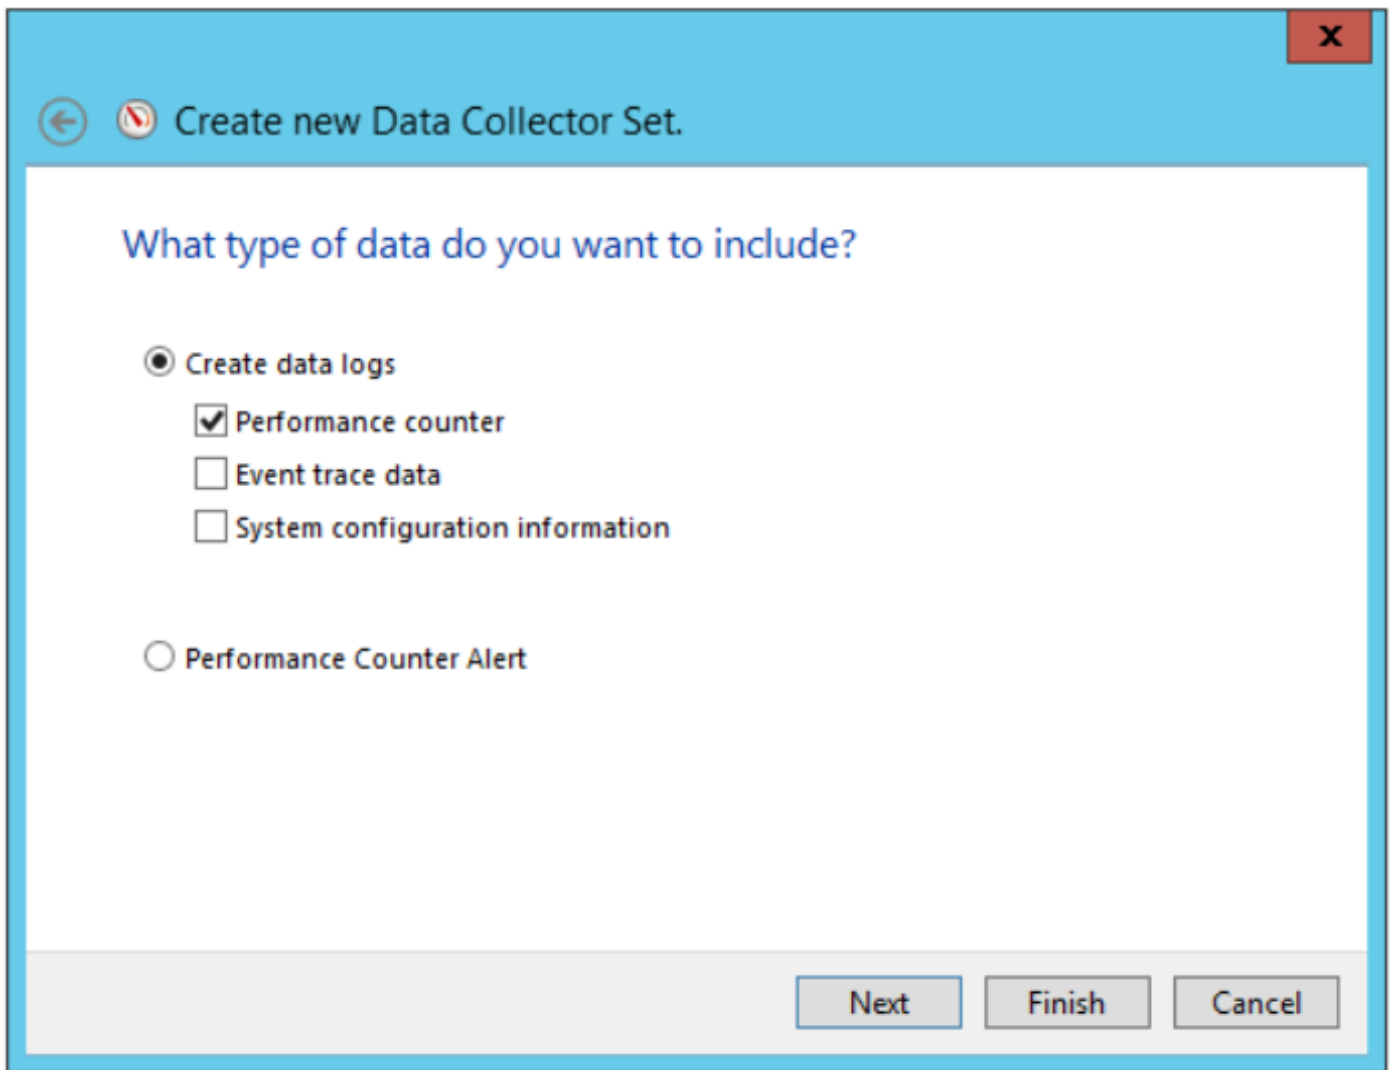 x
Create new Data Collector Set.
What type of data do you want to include?
Create data logs
Performance counter
Event trace data
System configuration information
Performance Counter Alert
Next Finish Cancel